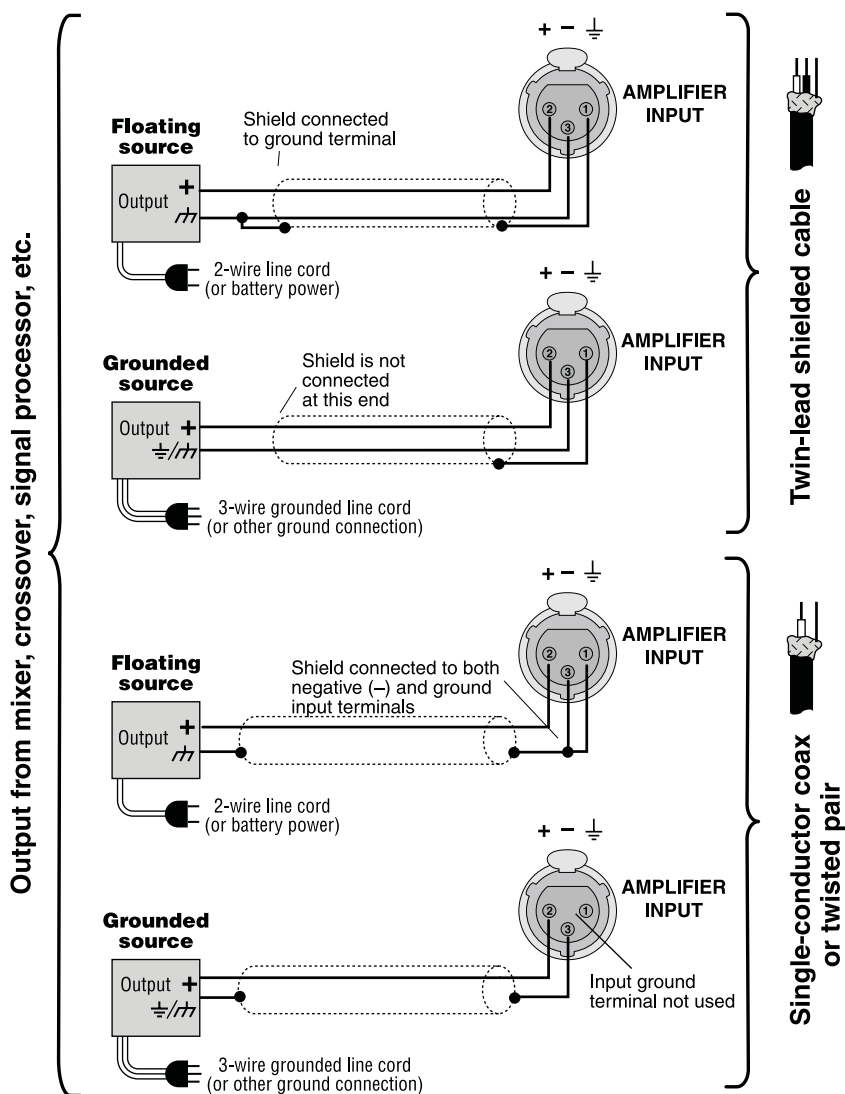 Output from mixer, crossover, signal processor, etc.
+ − ⏚
AMPLIFIER
INPUT
2
1
3
Floating
source
Shield connected
to ground terminal
Output +
2-wire line cord
(or battery power)
+ − ⏚
AMPLIFIER
INPUT
2
1
3
Grounded
source
Shield is not
connected
at this end
Output +
/
3-wire grounded line cord
(or other ground connection)
Twin-lead shielded cable
+ − ⏚
AMPLIFIER
INPUT
2
1
3
Floating
source
Shield connected to both
negative (–) and ground
input terminals
Output +
2-wire line cord
(or battery power)
+ − ⏚
AMPLIFIER
INPUT
2
1
3
Grounded
source
Output +
/
Input ground
terminal not used
3-wire grounded line cord
(or other ground connection)
Single-conductor coax
or twisted pair